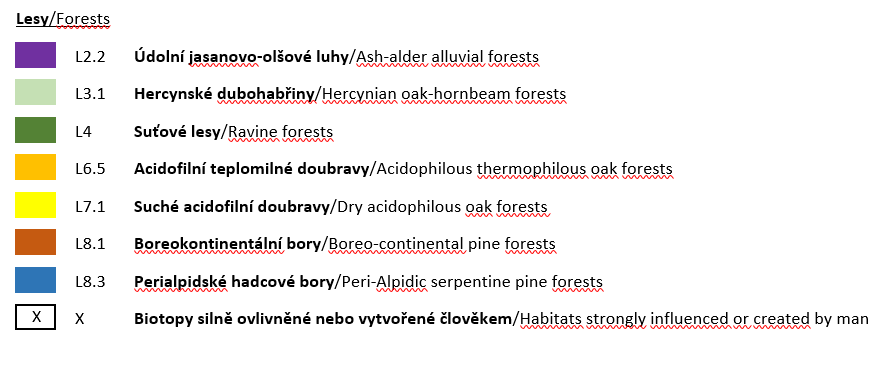 Lesy/Forests
L2.2 Údolní jasanovo-olšové luhy/Ash-alder alluvial forests
L3.1 Hercynské dubohabřiny/Hercynian oak-hornbeam forests
L4 Suťové lesy/Ravine forests
L6.5 Acidofilní teplomilné doubravy/Acidophilous thermophilous oak forests
L7.1 Suché acidofilní doubravy/Dry acidophilous oak forests
L8.1 Boreokontinentální bory/Boreo-continental pine forests
L8.3 Perialpidské hadcové bory/Peri-Alpidic serpentine pine forests
X X Biotopy silně ovlivněné nebo vytvořené člověkem/Habitats strongly influenced or created by man